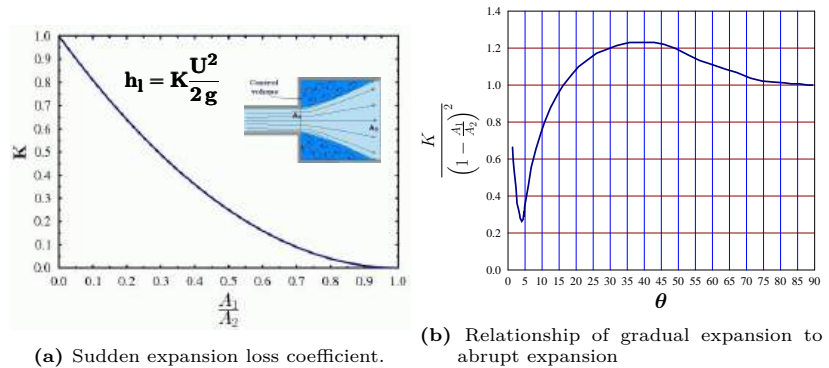 1.0
0.9
0.8
0.7
0.6
0.5
0.4
0.3
0.2
0.1
0.0
K
0.0 0.1 0.2 0.3 0.4 0.5 0.6 0.7 0.8 0.9 1.0
A₁/A₂
hₗ = K U²/2g
Control
volume
A₁
A₂
(a) Sudden expansion loss coefficient.
1.4
1.2
1.0
0.8
0.6
0.4
0.2
0.0
K/(1 − A₁/A₂)²
0 5 10 15 20 25 30 35 40 45 50 55 60 65 70 75 80 85 90
θ
(b) Relationship of gradual expansion to
abrupt expansion